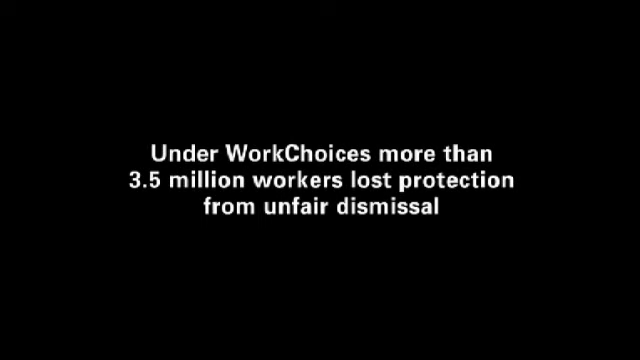 Under WorkChoices more than
3.5 million workers lost protection
from unfair dismissal